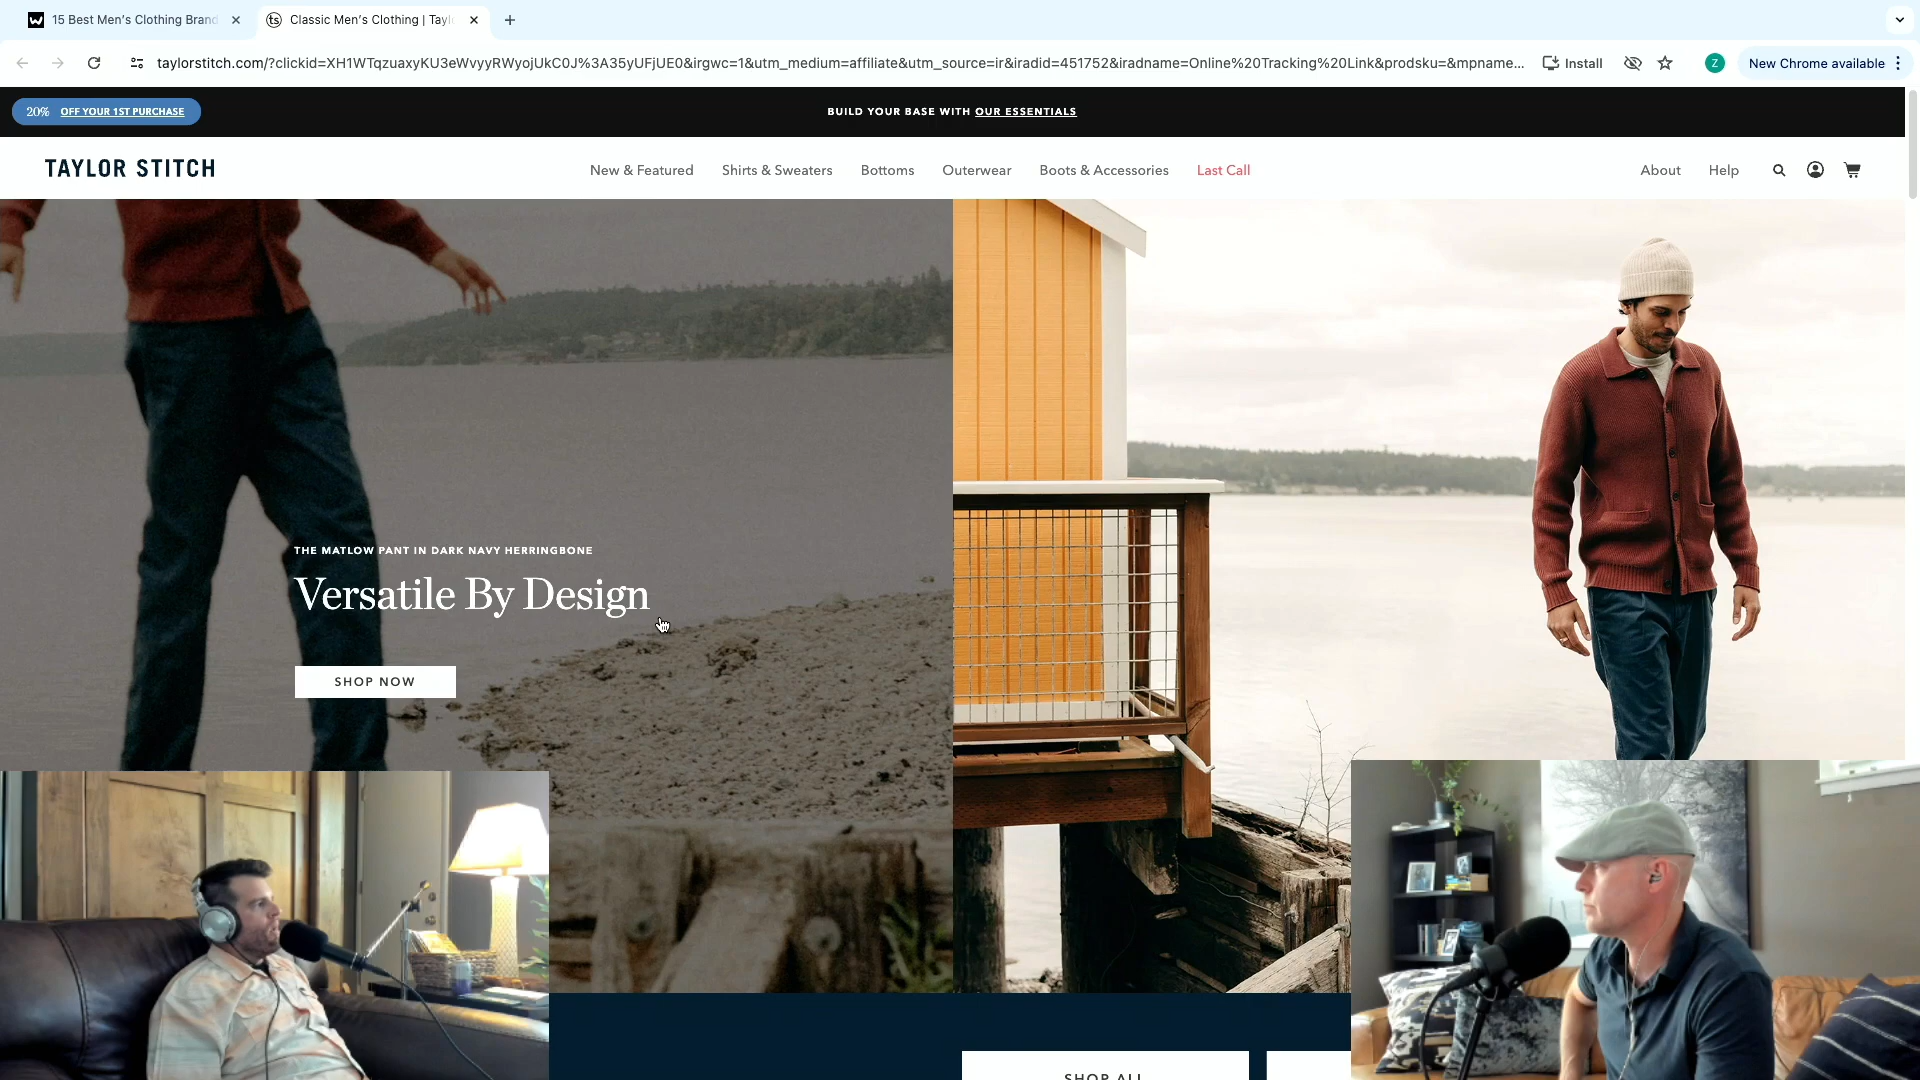 15 Best Men's Clothing Brand
Classic Men's Clothing | Tayl
taylorstitch.com/?clickid=XH1WTqzuaxyKU3eWvyyRWyojUkC0J%3A35yUFjUE0&irgwc=1&utm_medium=affiliate&utm_source=ir&iradid=451752&iradname=Online%20Tracking%20Link&prodsku=&mpname...
Install
Z
New Chrome available
20% OFF YOUR 1ST PURCHASE
BUILD YOUR BASE WITH OUR ESSENTIALS
TAYLOR STITCH
New & Featured
Shirts & Sweaters
Bottoms
Outerwear
Boots & Accessories
Last Call
About
Help
THE MATLOW PANT IN DARK NAVY HERRINGBONE
Versatile By Design
SHOP NOW
SHOP ALL